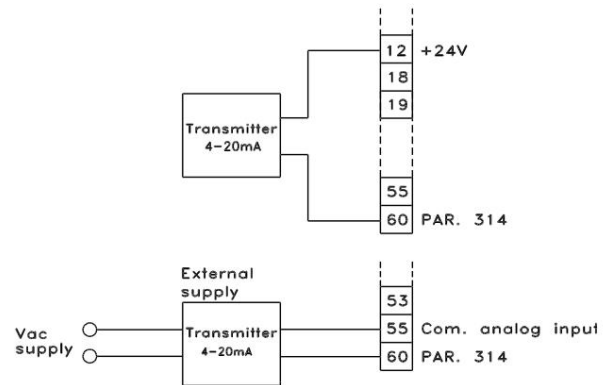 12 +24V
18
19
Transmitter
4-20mA
55
60 PAR. 314
External
supply
53
Vac
supply
Transmitter
4-20mA
55 Com. analog input
60 PAR. 314